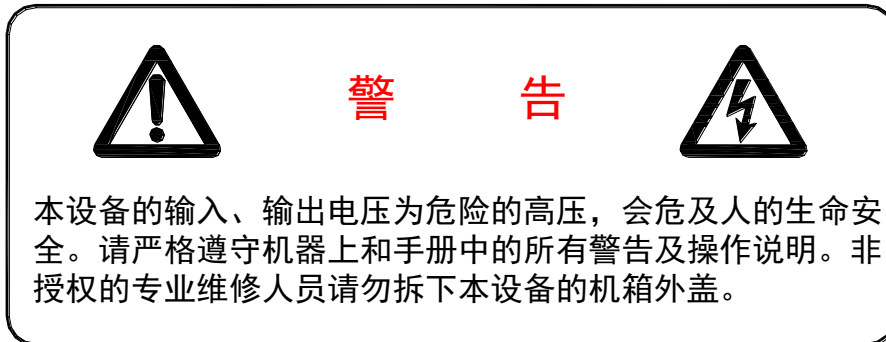 警 告
本设备的输入、输出电压为危险的高压，会危及人的生命安
全。请严格遵守机器上和手册中的所有警告及操作说明。非
授权的专业维修人员请勿拆下本设备的机箱外盖。